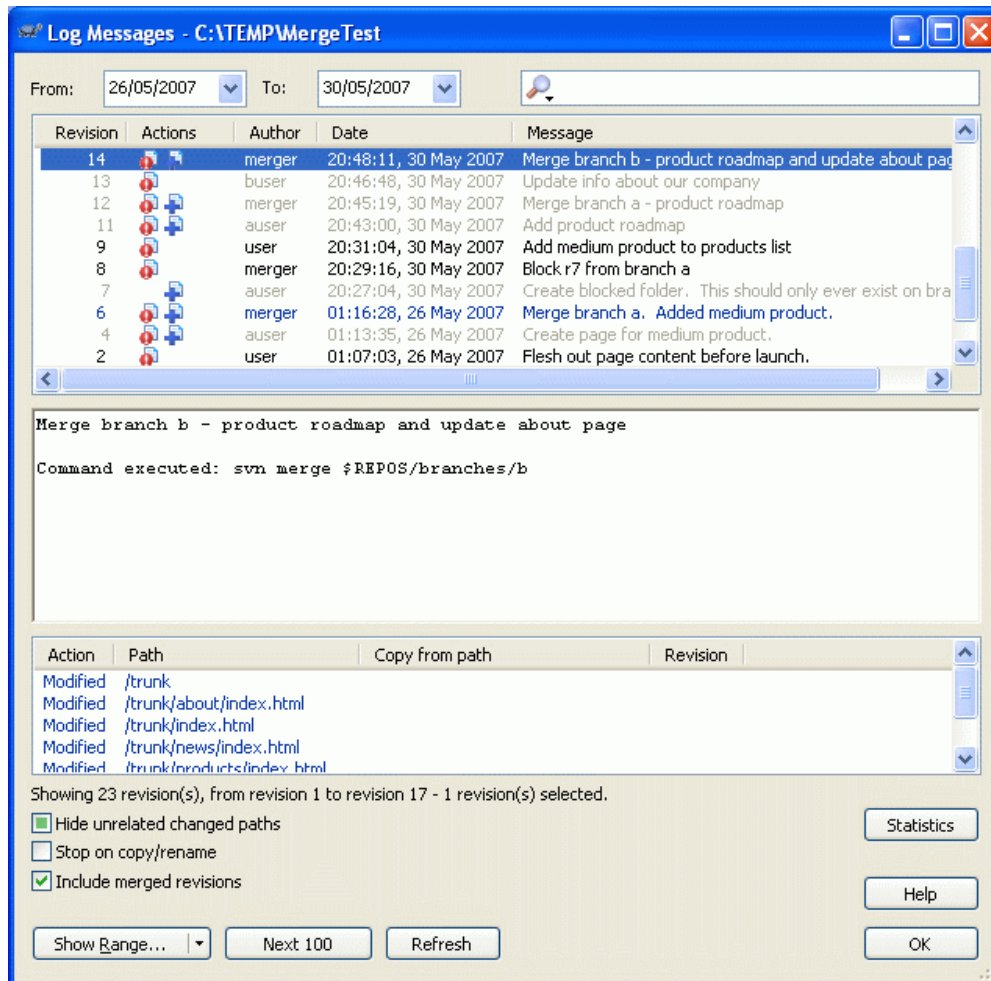 Log Messages - C:\TEMP\MergeTest
From: 26/05/2007 To: 30/05/2007
Revision Actions Author Date Message
14 merger 20:48:11, 30 May 2007 Merge branch b - product roadmap and update about pag
13 buser 20:46:48, 30 May 2007 Update info about our company
12 merger 20:45:19, 30 May 2007 Merge branch a - product roadmap
11 auser 20:43:00, 30 May 2007 Add product roadmap
9 user 20:31:04, 30 May 2007 Add medium product to products list
8 merger 20:29:16, 30 May 2007 Block r7 from branch a
7 auser 20:27:04, 30 May 2007 Create blocked folder.  This should only ever exist on bra
6 merger 01:16:28, 26 May 2007 Merge branch a.  Added medium product.
4 auser 01:13:35, 26 May 2007 Create page for medium product.
2 user 01:07:03, 26 May 2007 Flesh out page content before launch.
Merge branch b - product roadmap and update about page
Command executed: svn merge $REPOS/branches/b
Action Path Copy from path Revision
Modified /trunk
Modified /trunk/about/index.html
Modified /trunk/index.html
Modified /trunk/news/index.html
Modified /trunk/products/index.html
Showing 23 revision(s), from revision 1 to revision 17 - 1 revision(s) selected.
Hide unrelated changed paths
Statistics
Stop on copy/rename
Include merged revisions
Help
Show Range... Next 100 Refresh OK